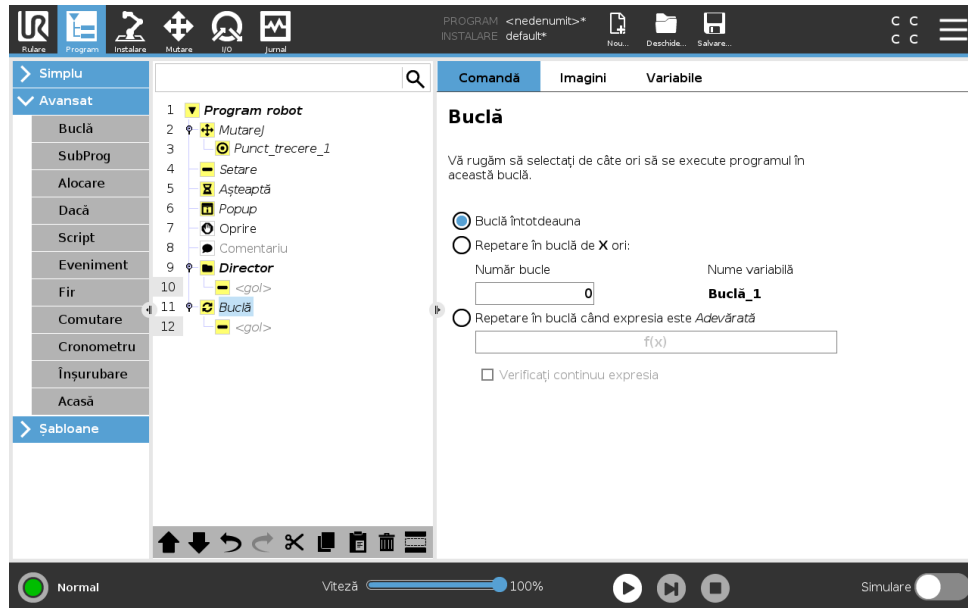 UR
Rulare
Program
Instalare
Mutare
I/O
Jurnal
PROGRAM <nedenumit>*
INSTALARE default*
Nou...
Deschide...
Salvare...
C C
C C
Simplu
Avansat
Buclă
SubProg
Alocare
Dacă
Script
Eveniment
Fir
Comutare
Cronometru
Înșurubare
Acasă
Șabloane
1 Program robot
2 MutareJ
3 Punct_trecere_1
4 Setare
5 Așteaptă
6 Popup
7 Oprire
8 Comentariu
9 Director
10 <gol>
11 Buclă
12 <gol>
Comandă Imagini Variabile
Buclă
Vă rugăm să selectați de câte ori să se execute programul în
această buclă.
Buclă întotdeauna
Repetare în buclă de X ori:
Număr bucle Nume variabilă
0 Buclă_1
Repetare în buclă când expresia este Adevărată
f(x)
Verificați continuu expresia
Normal
Viteză 100%
Simulare